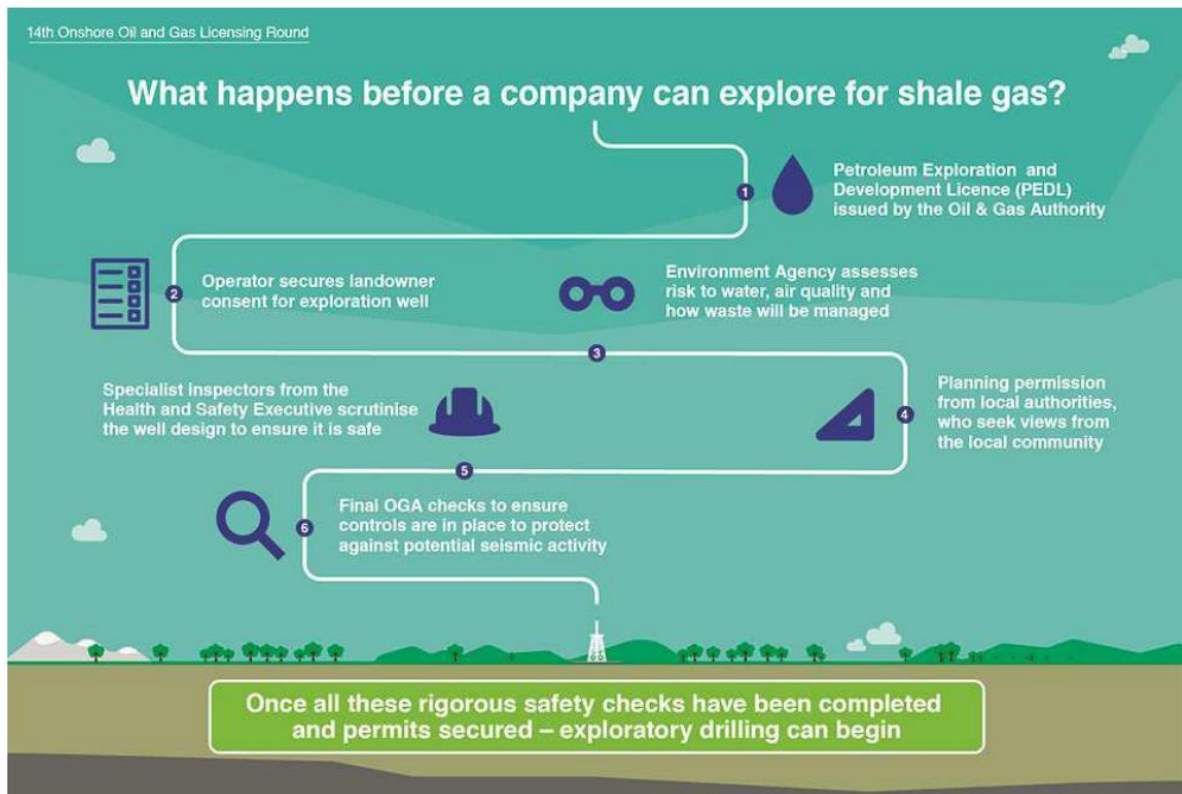 14th Onshore Oil and Gas Licensing Round
What happens before a company can explore for shale gas?
1
Petroleum Exploration and
Development Licence (PEDL)
issued by the Oil & Gas Authority
2
Operator secures landowner
consent for exploration well
Environment Agency assesses
risk to water, air quality and
how waste will be managed
3
Planning permission
from local authorities,
who seek views from
the local community
4
Specialist inspectors from the
Health and Safety Executive scrutinise
the well design to ensure it is safe
5
6
Final OGA checks to ensure
controls are in place to protect
against potential seismic activity
Once all these rigorous safety checks have been completed
and permits secured – exploratory drilling can begin